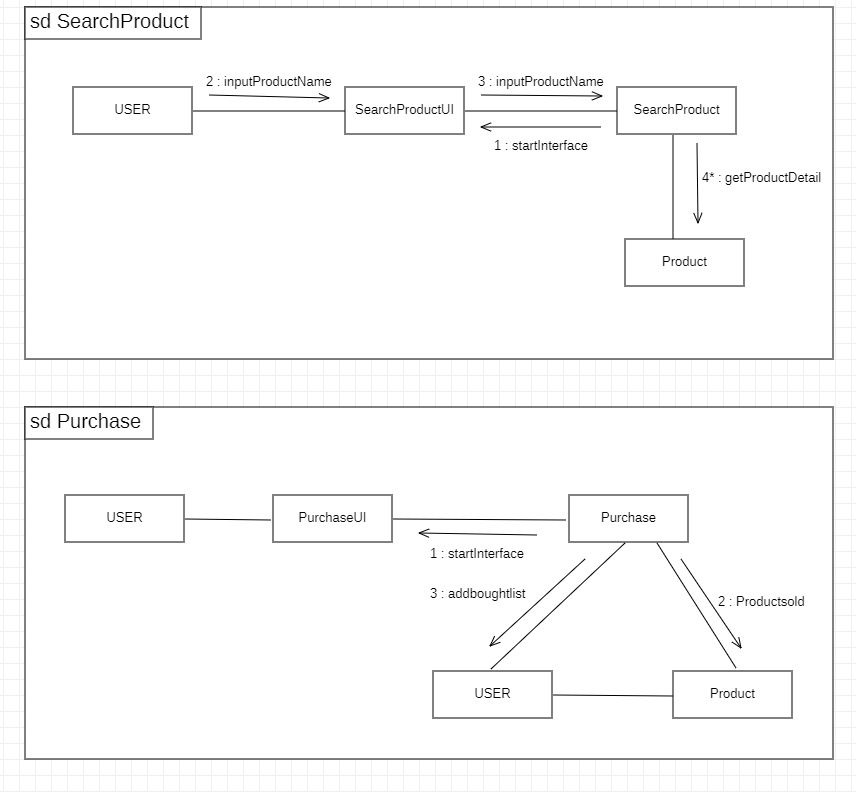 sd SearchProduct
2 : inputProductName
3 : inputProductName
USER
SearchProductUI
SearchProduct
1 : startInterface
4* : getProductDetail
Product
sd Purchase
USER
PurchaseUI
Purchase
1 : startInterface
3 : addboughtlist
2 : Productsold
USER
Product